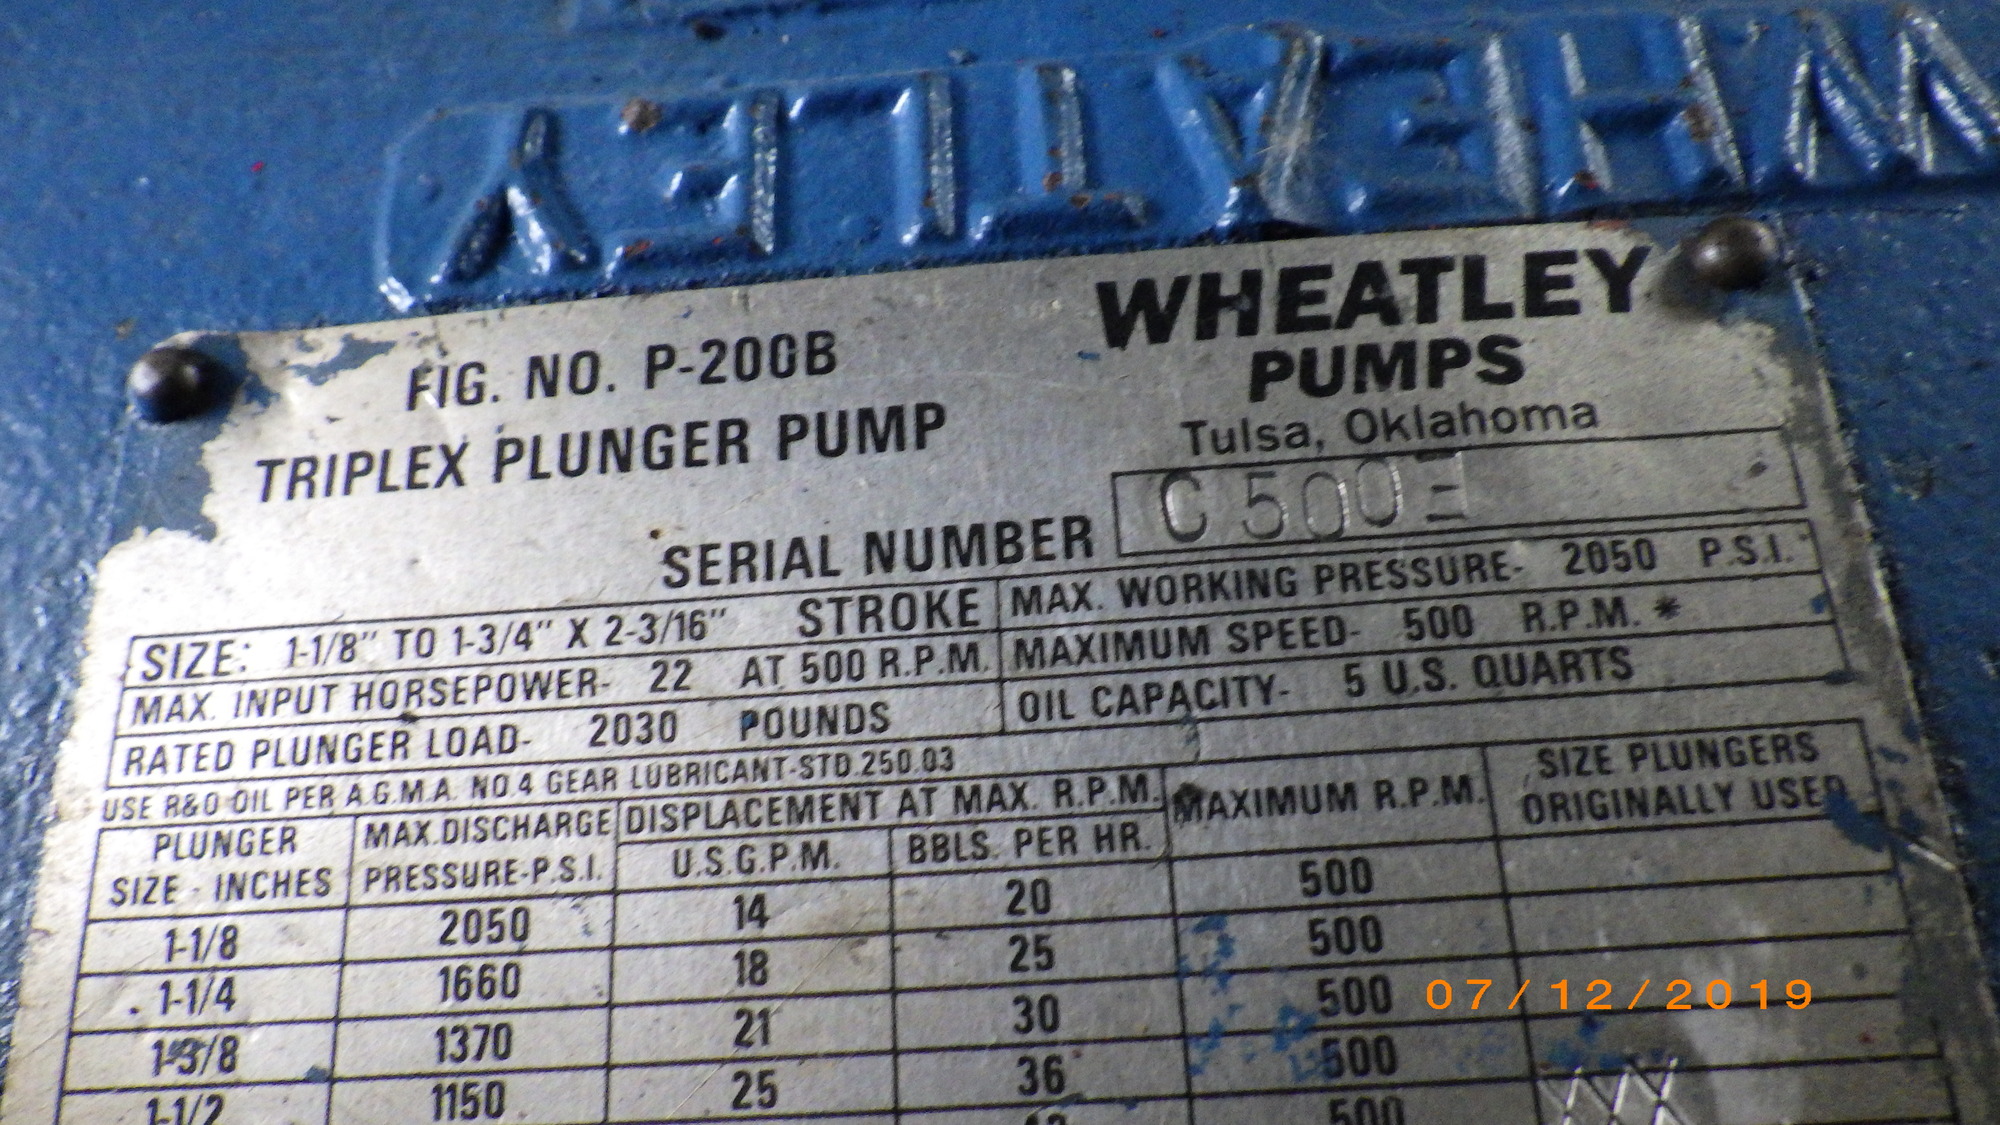 WHEATLEY
WHEATLEY
PUMPS
Tulsa, Oklahoma
FIG. NO. P-200B
TRIPLEX PLUNGER PUMP
SERIAL NUMBER C 500
SIZE: 1-1/8" TO 1-3/4" X 2-3/16" STROKE MAX. WORKING PRESSURE- 2050 P.S.I.
MAX. INPUT HORSEPOWER- 22 AT 500 R.P.M. MAXIMUM SPEED- 500 R.P.M. *
RATED PLUNGER LOAD- 2030 POUNDS OIL CAPACITY- 5 U.S. QUARTS
USE R&O OIL PER A.G.M.A. NO.4 GEAR LUBRICANT-STD.250.03
PLUNGER SIZE - INCHES MAX. DISCHARGE PRESSURE-P.S.I. DISPLACEMENT AT MAX. R.P.M. MAXIMUM R.P.M. SIZE PLUNGERS ORIGINALLY USED
U.S.G.P.M. BBLS. PER HR.
1-1/8 2050 14 20 500
1-1/4 1660 18 25 500
1-3/8 1370 21 30 500
1-1/2 1150 25 36 500
500
07/12/2019